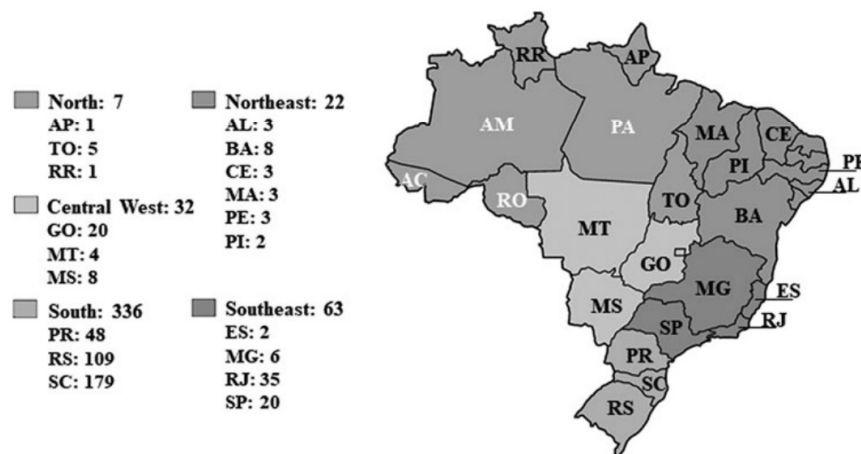 North: 7
AP: 1
TO: 5
RR: 1
Central West: 32
GO: 20
MT: 4
MS: 8
South: 336
PR: 48
RS: 109
SC: 179
Northeast: 22
AL: 3
BA: 8
CE: 3
MA: 3
PE: 3
PI: 2
Southeast: 63
ES: 2
MG: 6
RJ: 35
SP: 20
RR
AP
AM
PA
MA
CE
PI
PE
AL
AC
RO
TO
BA
MT
GO
MG
ES
MS
SP
RJ
PR
SC
RS